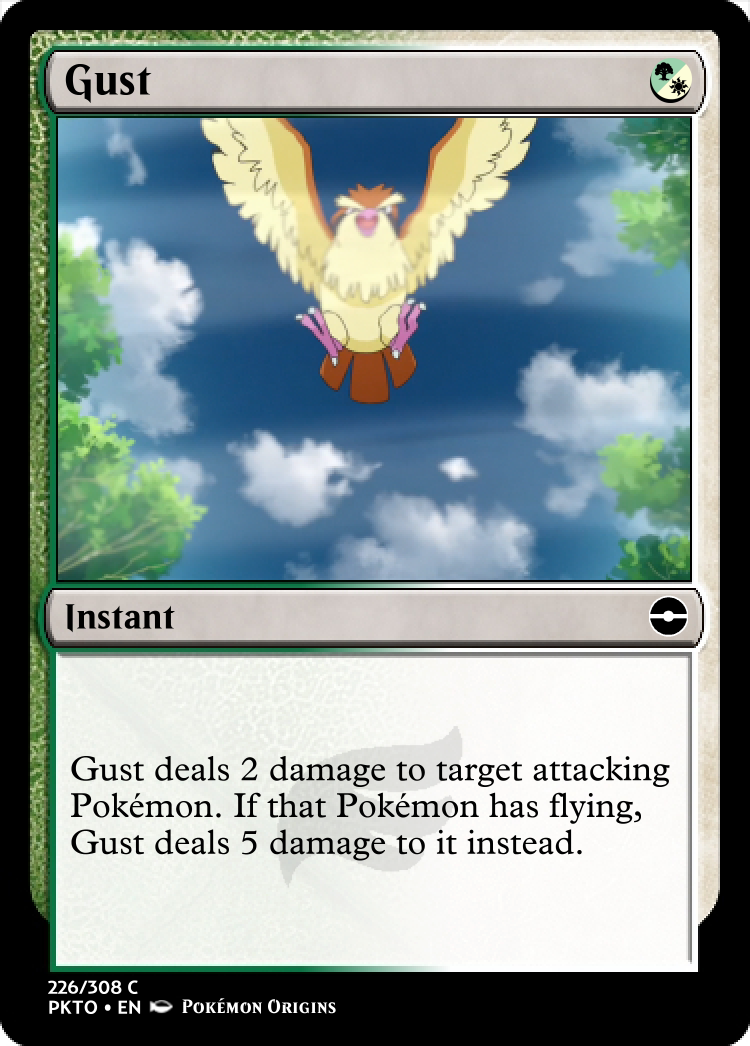 Gust
Instant
Gust deals 2 damage to target attacking
Pokémon. If that Pokémon has flying,
Gust deals 5 damage to it instead.
226/308 C
PKTO • EN Pokémon Origins